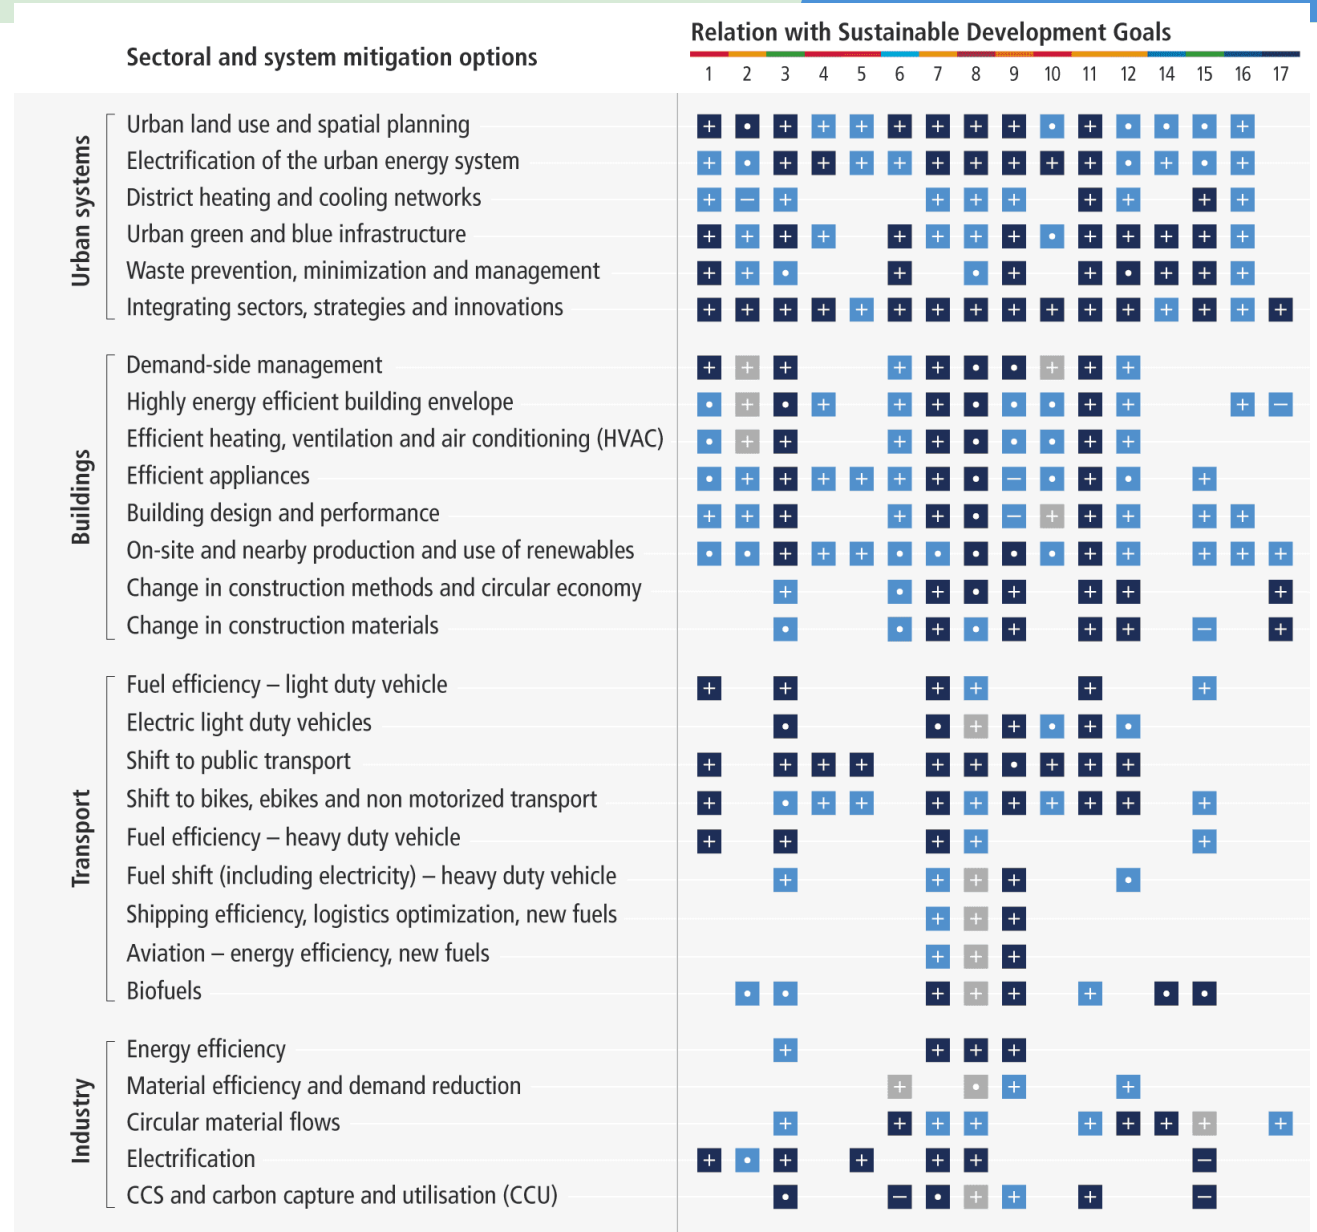 Relation with Sustainable Development Goals
Sectoral and system mitigation options
1 2 3 4 5 6 7 8 9 10 11 12 14 15 16 17
Urban systems
Urban land use and spatial planning
Electrification of the urban energy system
District heating and cooling networks
Urban green and blue infrastructure
Waste prevention, minimization and management
Integrating sectors, strategies and innovations
Buildings
Demand-side management
Highly energy efficient building envelope
Efficient heating, ventilation and air conditioning (HVAC)
Efficient appliances
Building design and performance
On-site and nearby production and use of renewables
Change in construction methods and circular economy
Change in construction materials
Transport
Fuel efficiency – light duty vehicle
Electric light duty vehicles
Shift to public transport
Shift to bikes, ebikes and non motorized transport
Fuel efficiency – heavy duty vehicle
Fuel shift (including electricity) – heavy duty vehicle
Shipping efficiency, logistics optimization, new fuels
Aviation – energy efficiency, new fuels
Biofuels
Industry
Energy efficiency
Material efficiency and demand reduction
Circular material flows
Electrification
CCS and carbon capture and utilisation (CCU)